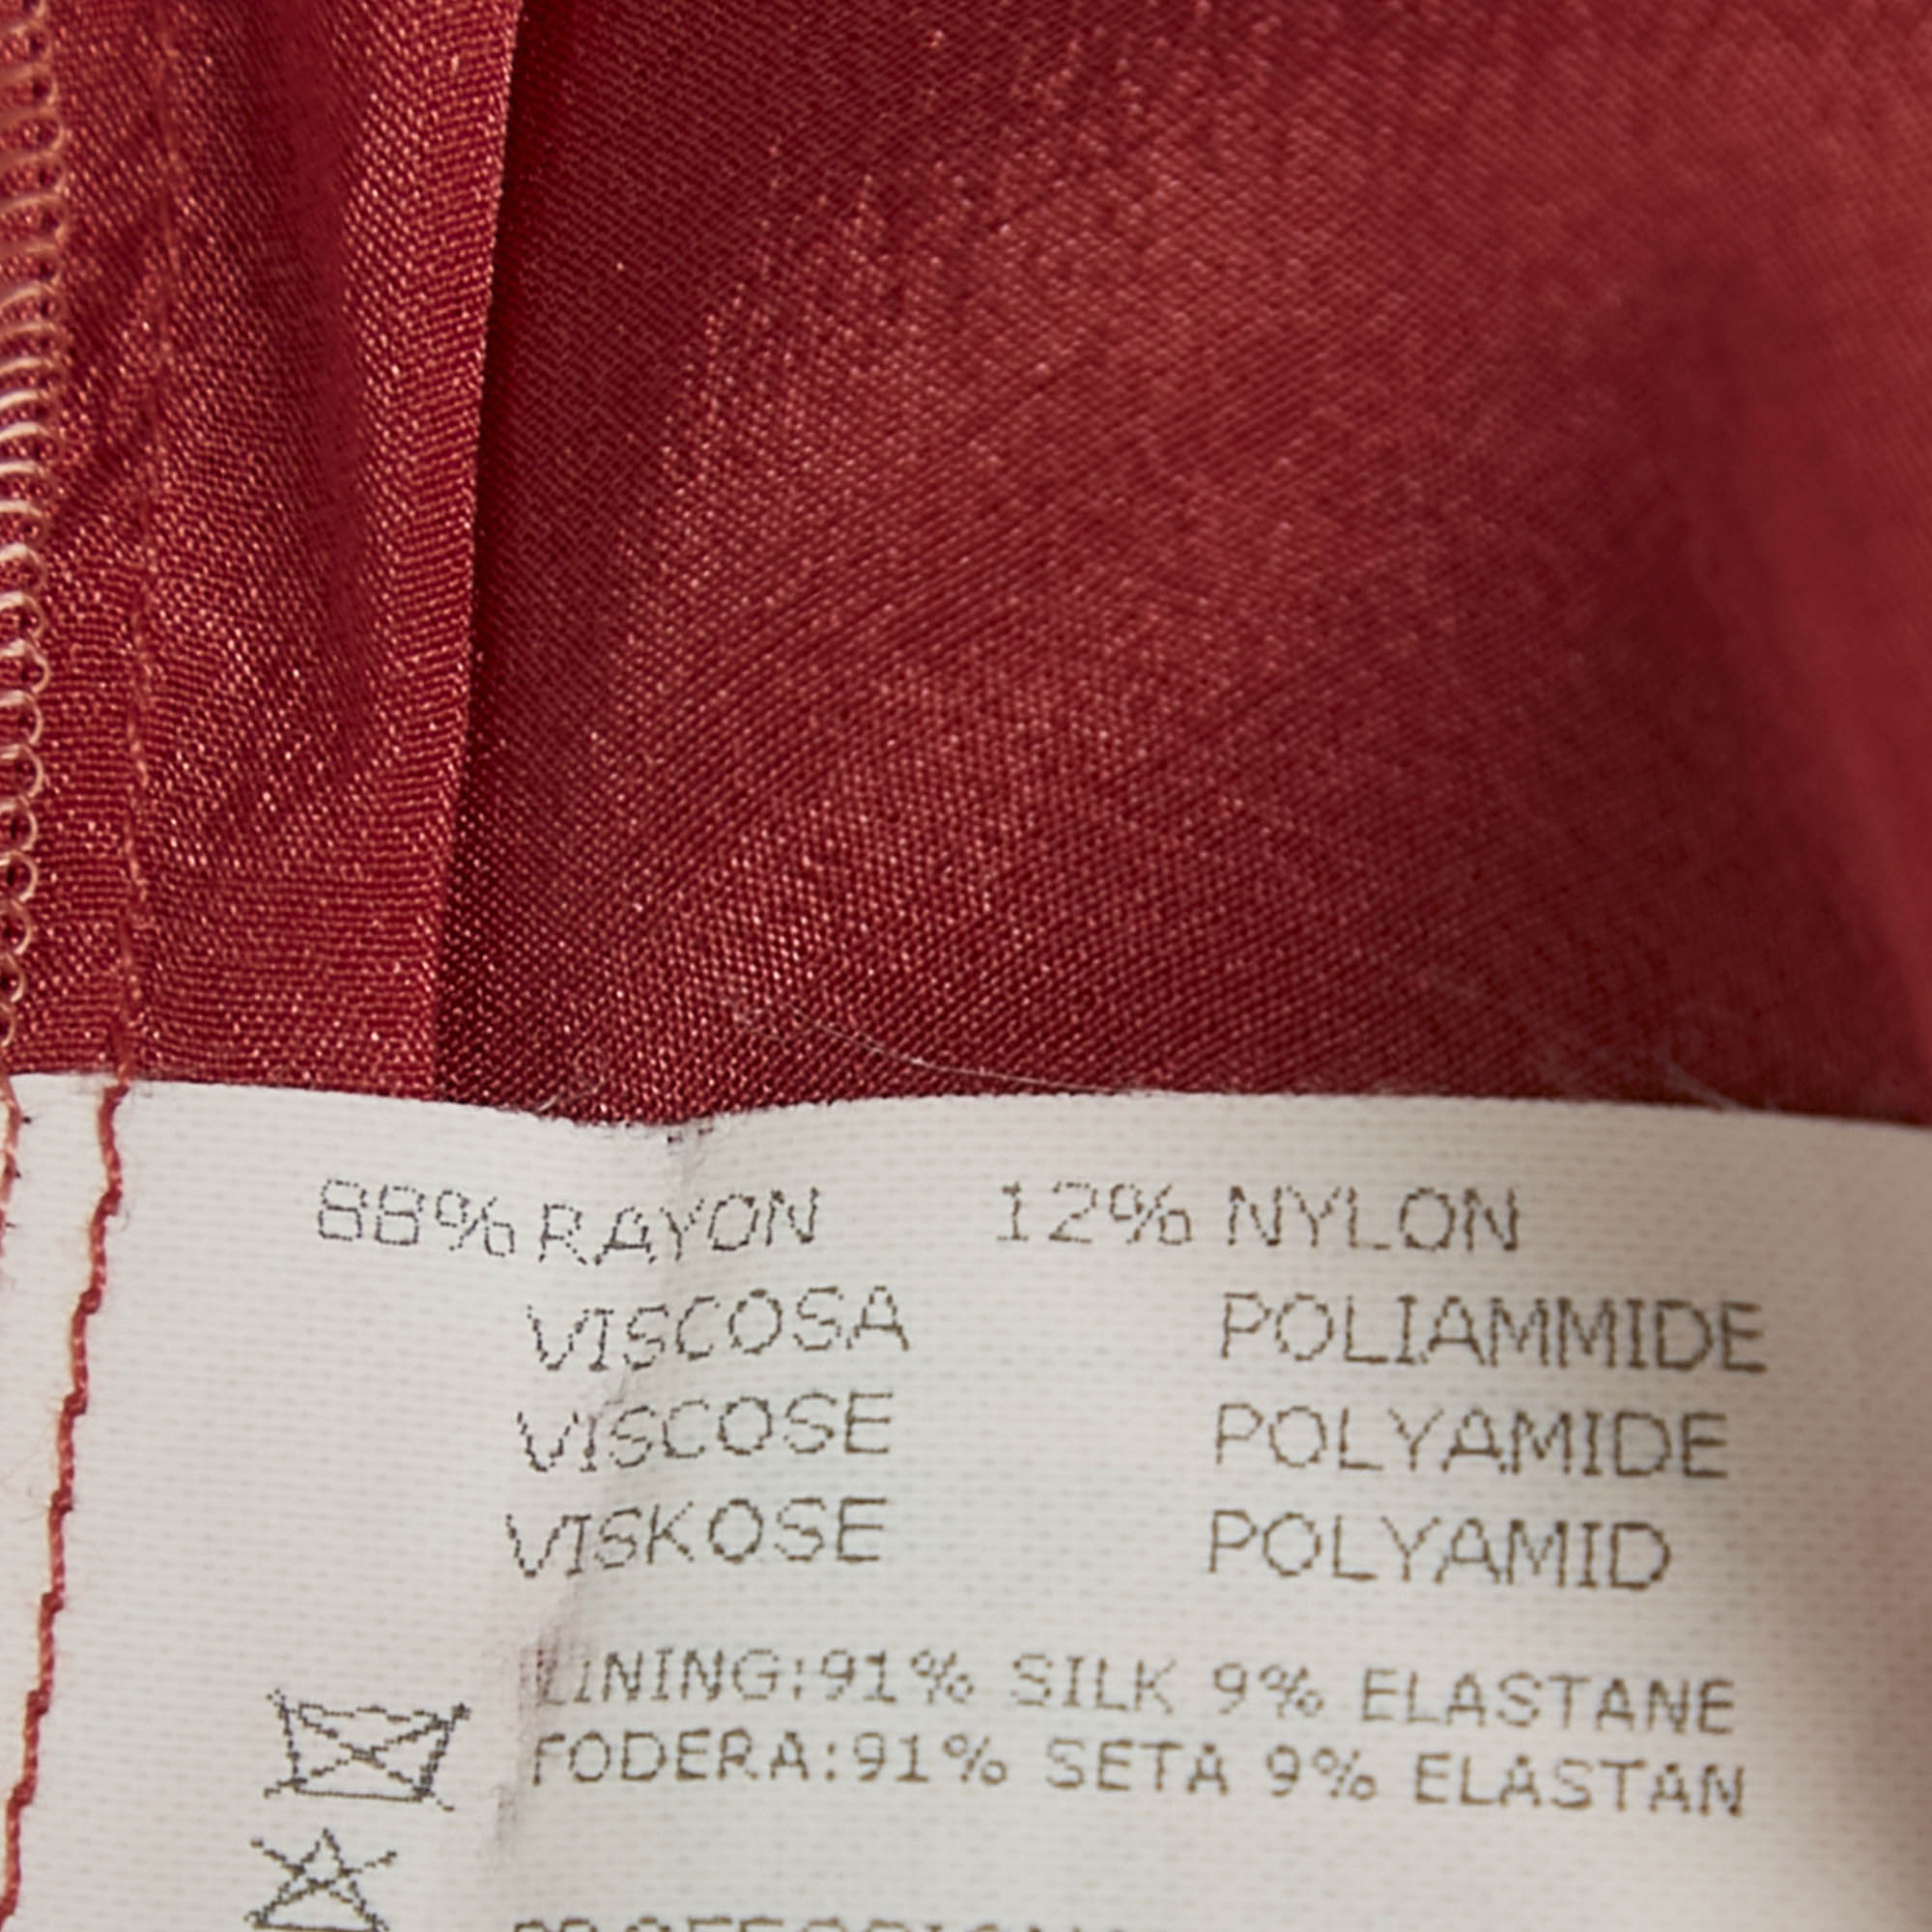 88% RAYON 12% NYLON
VISCOSA POLIAMMIDE
VISCOSE POLYAMIDE
VISKOSE POLYAMID
LINING:91% SILK 9% ELASTANE
FODERA:91% SETA 9% ELASTAN